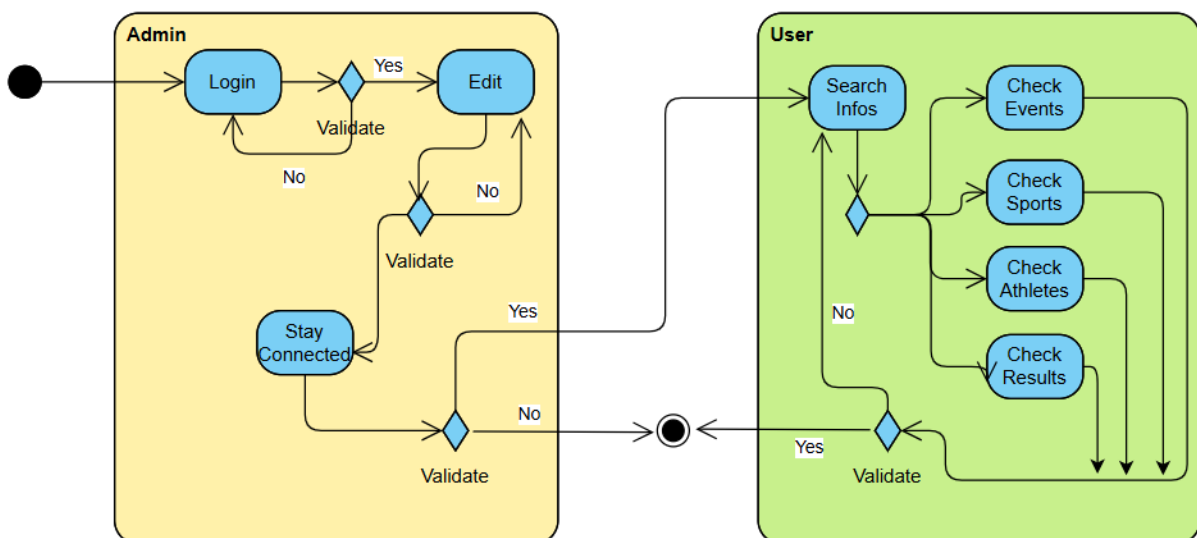 Admin
Login
Yes
Edit
Validate
No
No
Validate
Stay
Connected
Yes
No
Validate
User
Search
Infos
Check
Events
Check
Sports
Check
Athletes
No
Check
Results
Yes
Validate